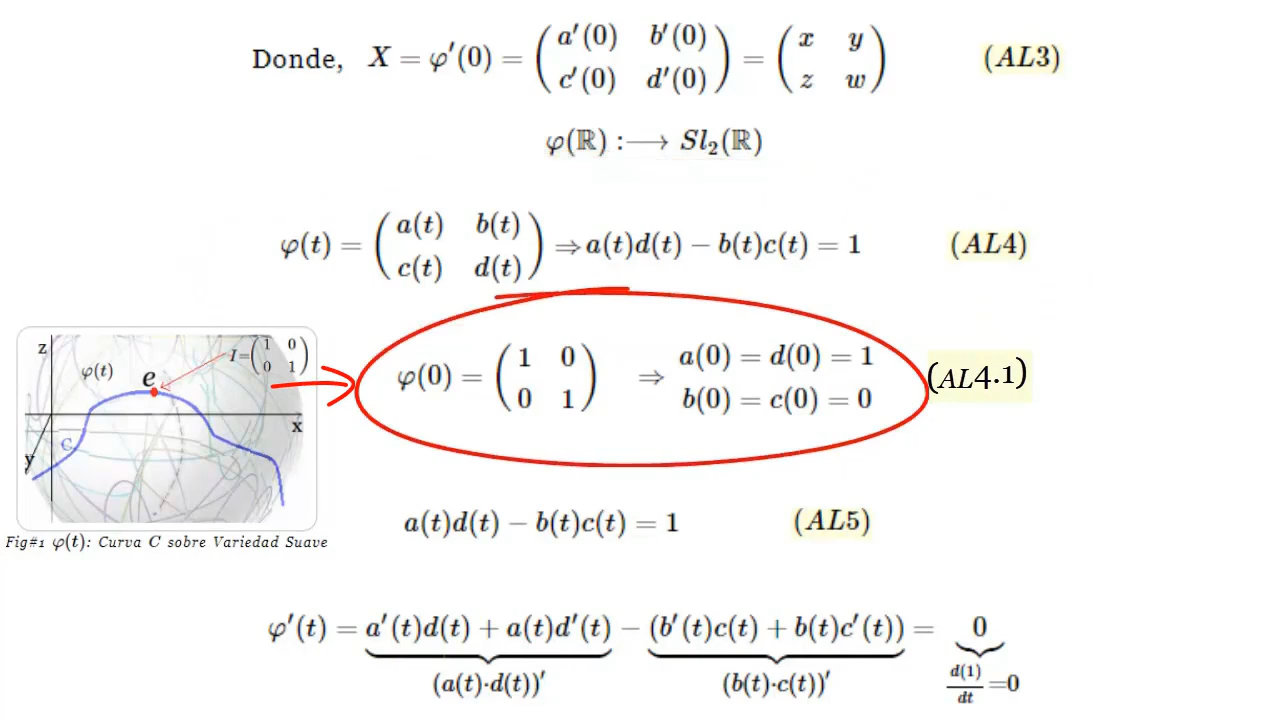 Donde, X = φ′(0) = ( a′(0) b′(0) ; c′(0) d′(0) ) = ( x y ; z w ) (AL3)
φ(ℝ) :⟶ Sl₂(ℝ)
φ(t) = ( a(t) b(t) ; c(t) d(t) ) ⇒ a(t)d(t) − b(t)c(t) = 1 (AL4)
z
φ(t)
e
I=( 1 0 ; 0 1 )
x
y
C
Fig#1 φ(t): Curva C sobre Variedad Suave
φ(0) = ( 1 0 ; 0 1 ) ⇒ a(0) = d(0) = 1
b(0) = c(0) = 0
(AL4.1)
a(t)d(t) − b(t)c(t) = 1 (AL5)
φ′(t) = a′(t)d(t) + a(t)d′(t) − (b′(t)c(t) + b(t)c′(t)) = 0
(a(t)·d(t))′ (b(t)·c(t))′ d(1)/dt =0